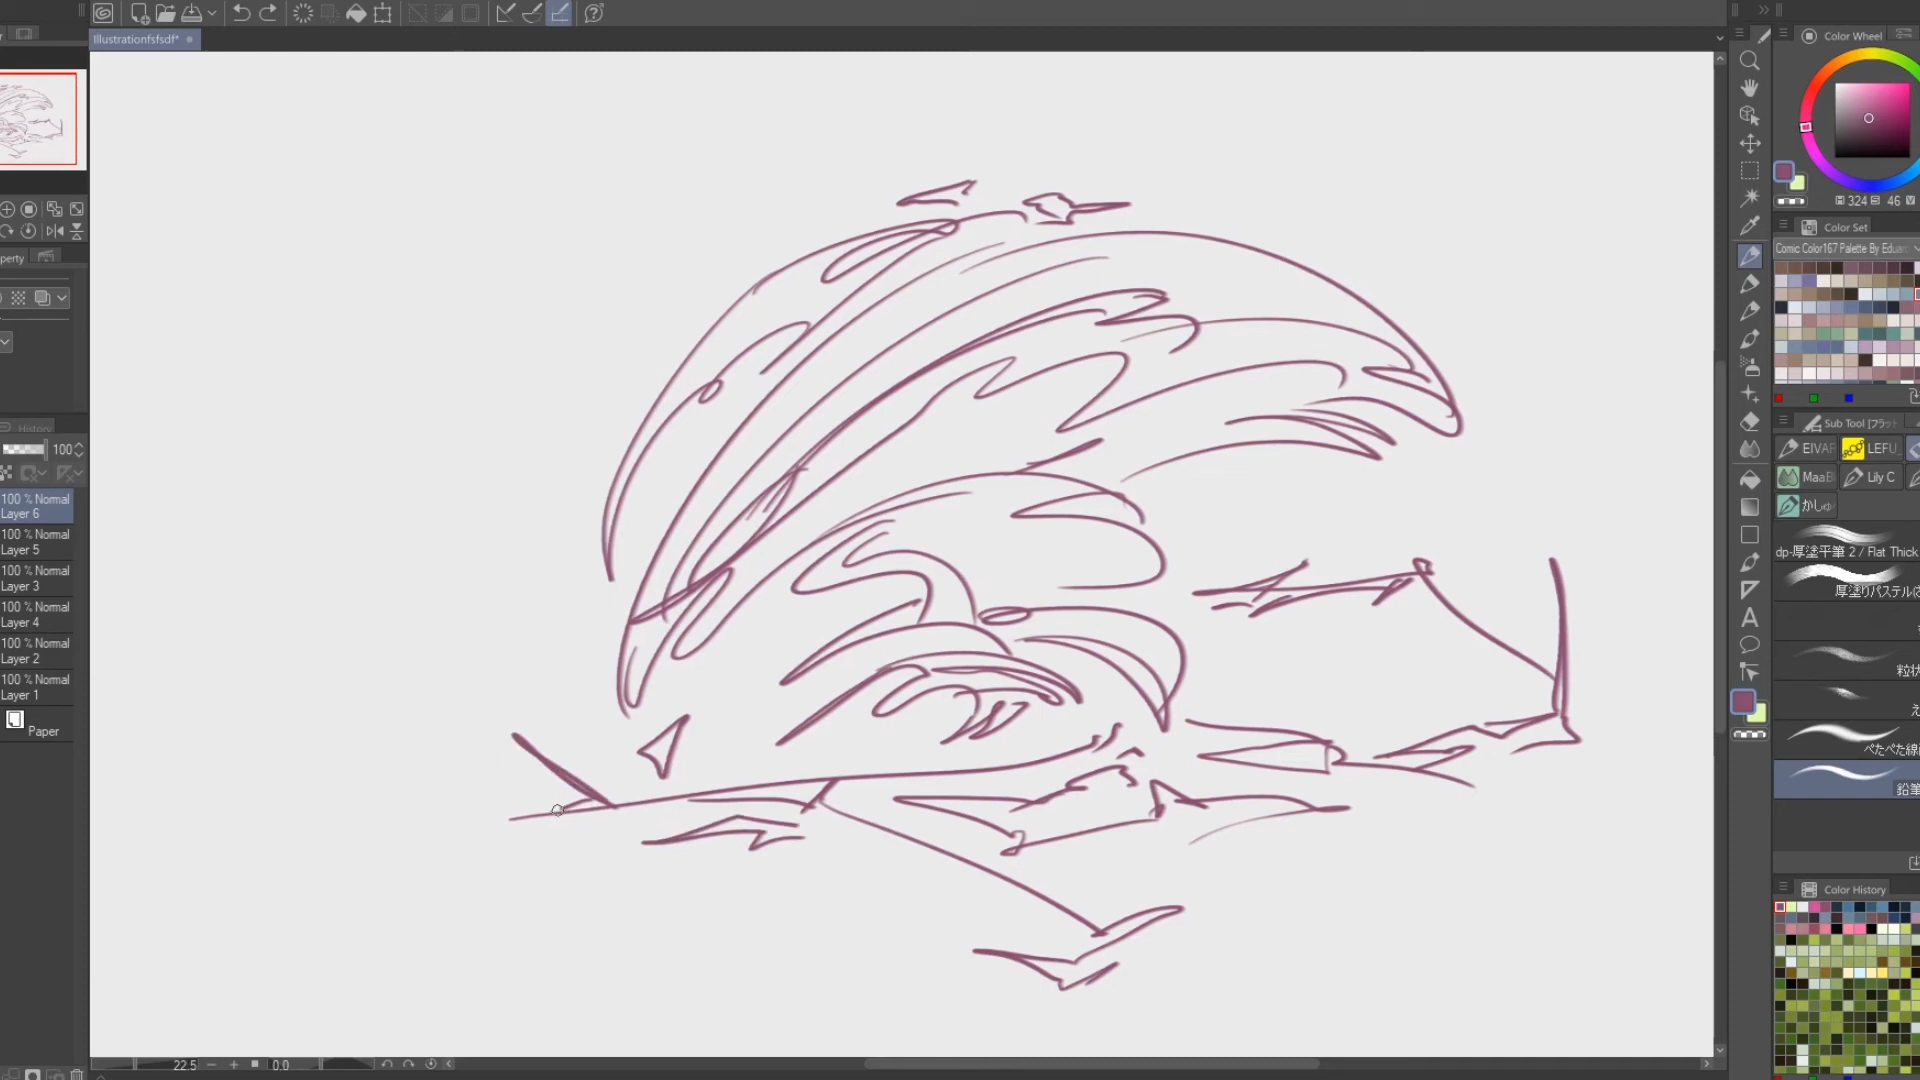 Illustrationfsfsdf*
Color Wheel
324 46
Color Set
Comic Color167 Palette By Eduar
perty
History
100
100 % Normal
Layer 6
100 % Normal
Layer 5
100 % Normal
Layer 3
100 % Normal
Layer 4
100 % Normal
Layer 2
100 % Normal
Layer 1
Paper
Sub Tool
EIVAF
LEFU
MaaB
Lily C
かしゅ
dp-厚塗平筆 2 / Flat Thick
厚塗りパステル
粒状
え
ぺたぺた線
鉛筆
Color History
22.5
0.0